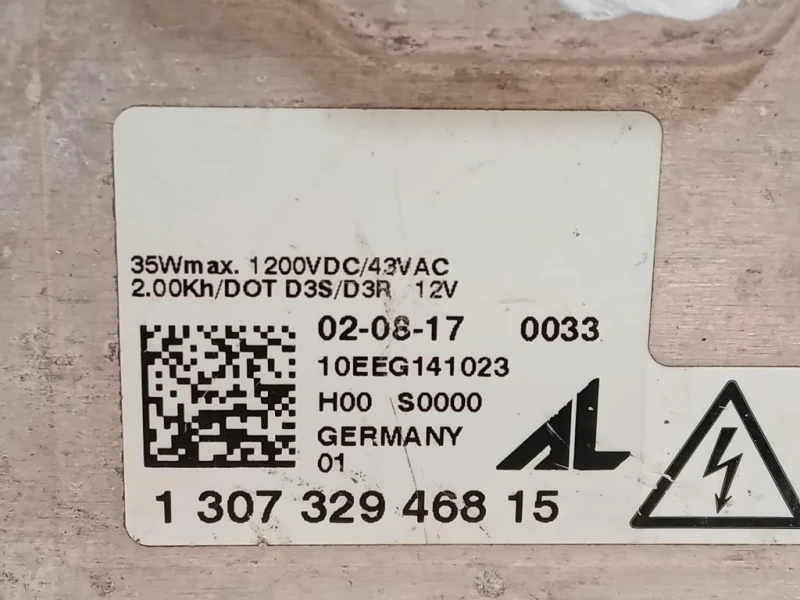 35Wmax. 1200VDC/43VAC
2.00Kh/DOT D3S/D3R 12V
02-08-17 0033
10EEG141023
H00 S0000
GERMANY
01
AL
1 307 329 468 15